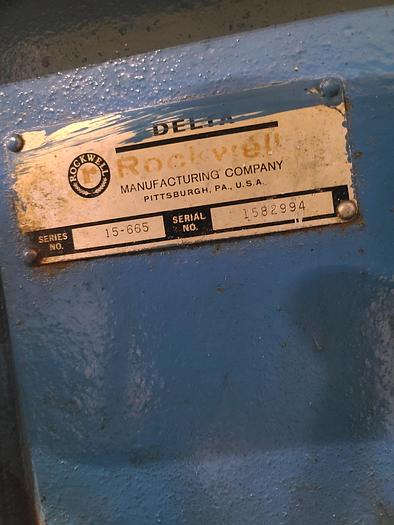 DELTA
ROCKWELL
r
Rockwell
MANUFACTURING COMPANY
PITTSBURGH, PA., U.S.A.
SERIES NO. 15-665 SERIAL NO. 1582994